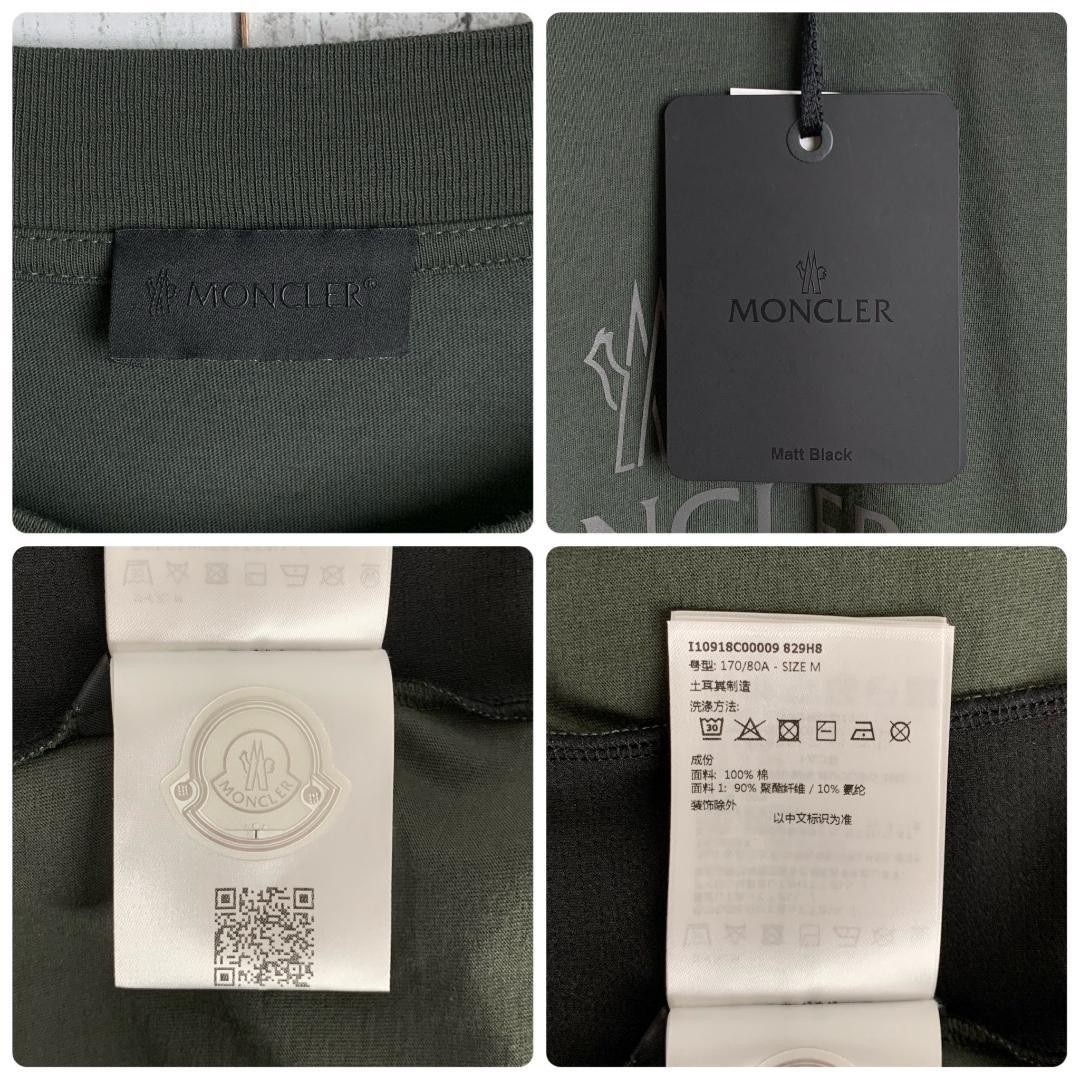 MONCLER®
MONCLER
Matt Black
NCLER
MONCLER
I10918C00009 829H8
号型: 170/80A - SIZE M
土耳其制造
洗涤方法:
30
成份
面料: 100% 棉
面料 1: 90% 聚酯纤维 / 10% 氨纶
装饰除外
以中文标识为准